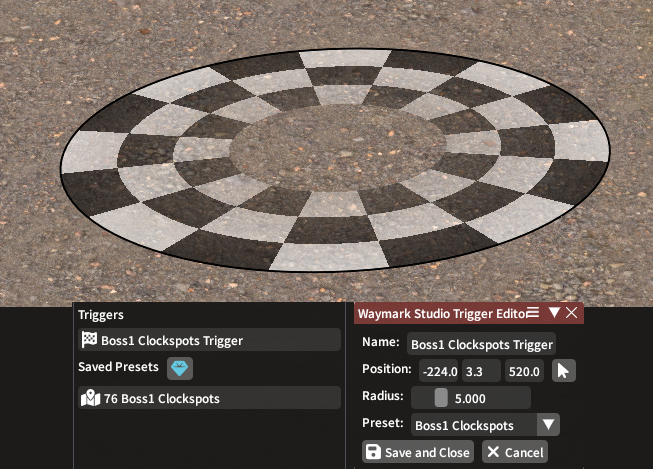 Triggers
Boss1 Clockspots Trigger
Saved Presets
76 Boss1 Clockspots
Waymark Studio Trigger Editor
Name: Boss1 Clockspots Trigger
Position: -224.0 3.3 520.0
Radius: 5.000
Preset: Boss1 Clockspots
Save and Close Cancel